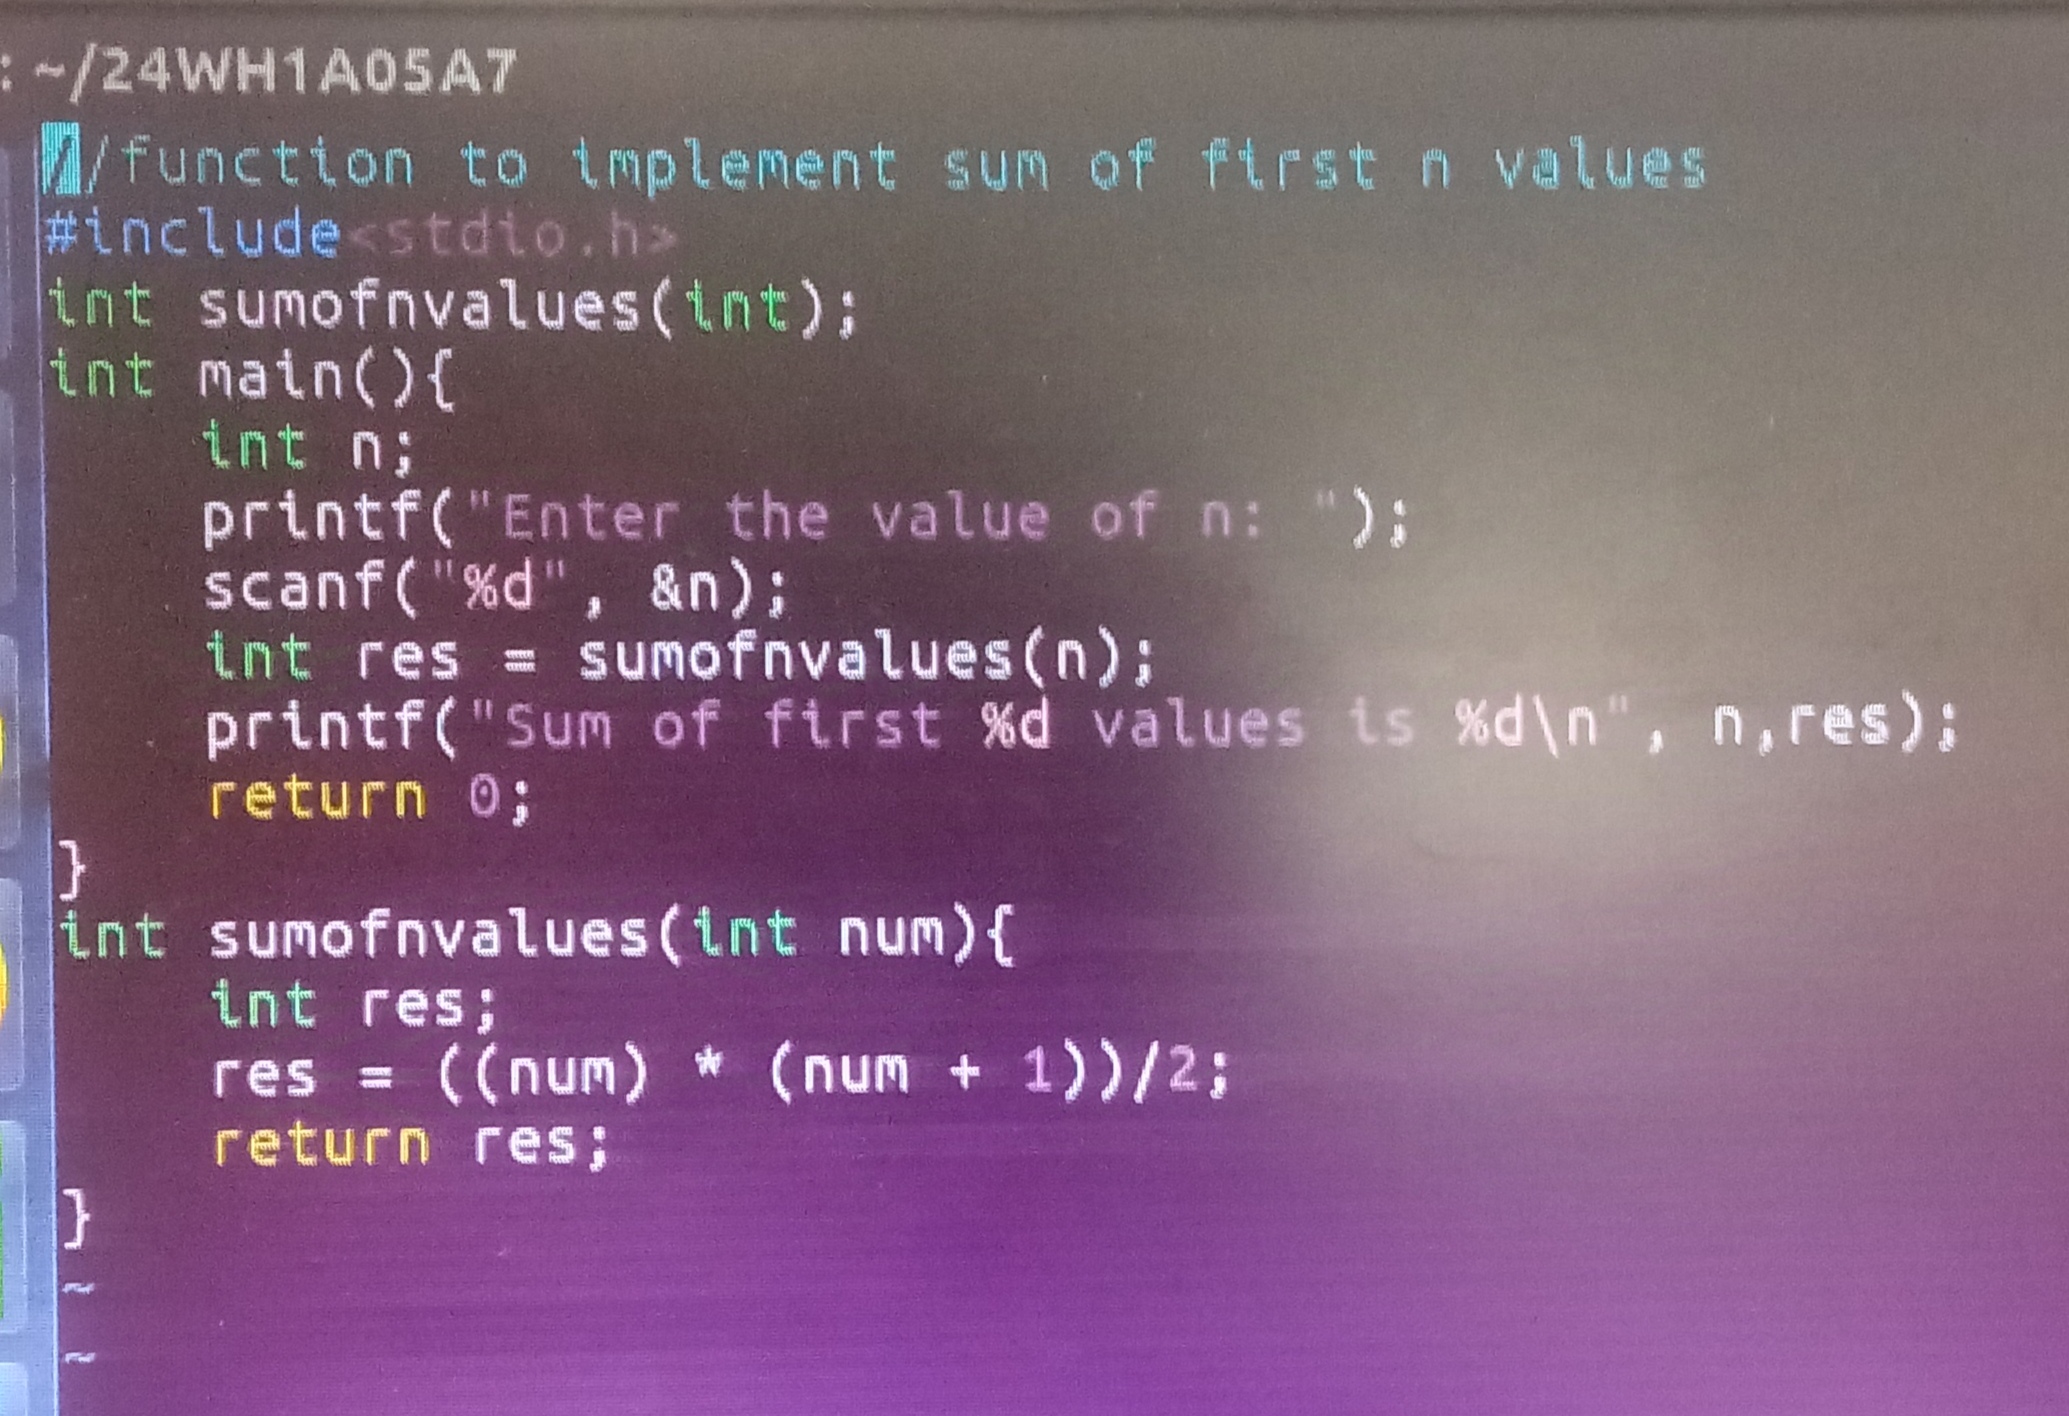 : ~/24WH1A05A7
//function to implement sum of first n values
#include<stdio.h>
int sumofnvalues(int);
int main(){
    int n;
    printf("Enter the value of n: ");
    scanf("%d", &n);
    int res = sumofnvalues(n);
    printf("Sum of first %d values is %d\n", n,res);
    return 0;
}
int sumofnvalues(int num){
    int res;
    res = ((num) * (num + 1))/2;
    return res;
}
~
~